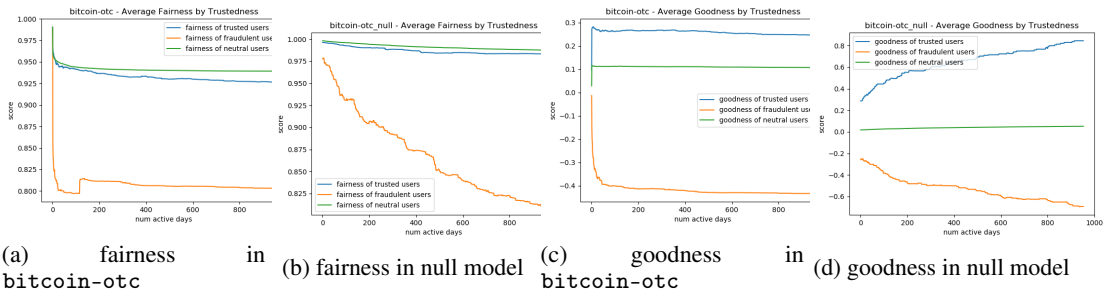 bitcoin-otc - Average Fairness by Trustedness
1.000
0.975
0.950
0.925
0.900
0.875
0.850
0.825
0.800
score
fairness of trusted users
fairness of fraudulent us
fairness of neutral users
0
200
400
600
800
num active days
bitcoin-otc_null - Average Fairness by Trustedness
1.000
0.975
0.950
0.925
0.900
0.875
0.850
0.825
score
fairness of trusted users
fairness of fraudulent users
fairness of neutral users
0
200
400
600
800
num active days
bitcoin-otc - Average Goodness by Trustedness
0.3
0.2
0.1
0.0
−0.1
−0.2
−0.3
−0.4
score
goodness of trusted users
goodness of fraudulent use
goodness of neutral users
0
200
400
600
800
num active days
bitcoin-otc_null - Average Goodness by Trustedness
0.8
0.6
0.4
0.2
0.0
−0.2
−0.4
−0.6
score
goodness of trusted users
goodness of fraudulent users
goodness of neutral users
0
200
400
600
800
1000
num active days
(a) fairness in
bitcoin-otc
(b) fairness in null model
(c) goodness in
bitcoin-otc
(d) goodness in null model